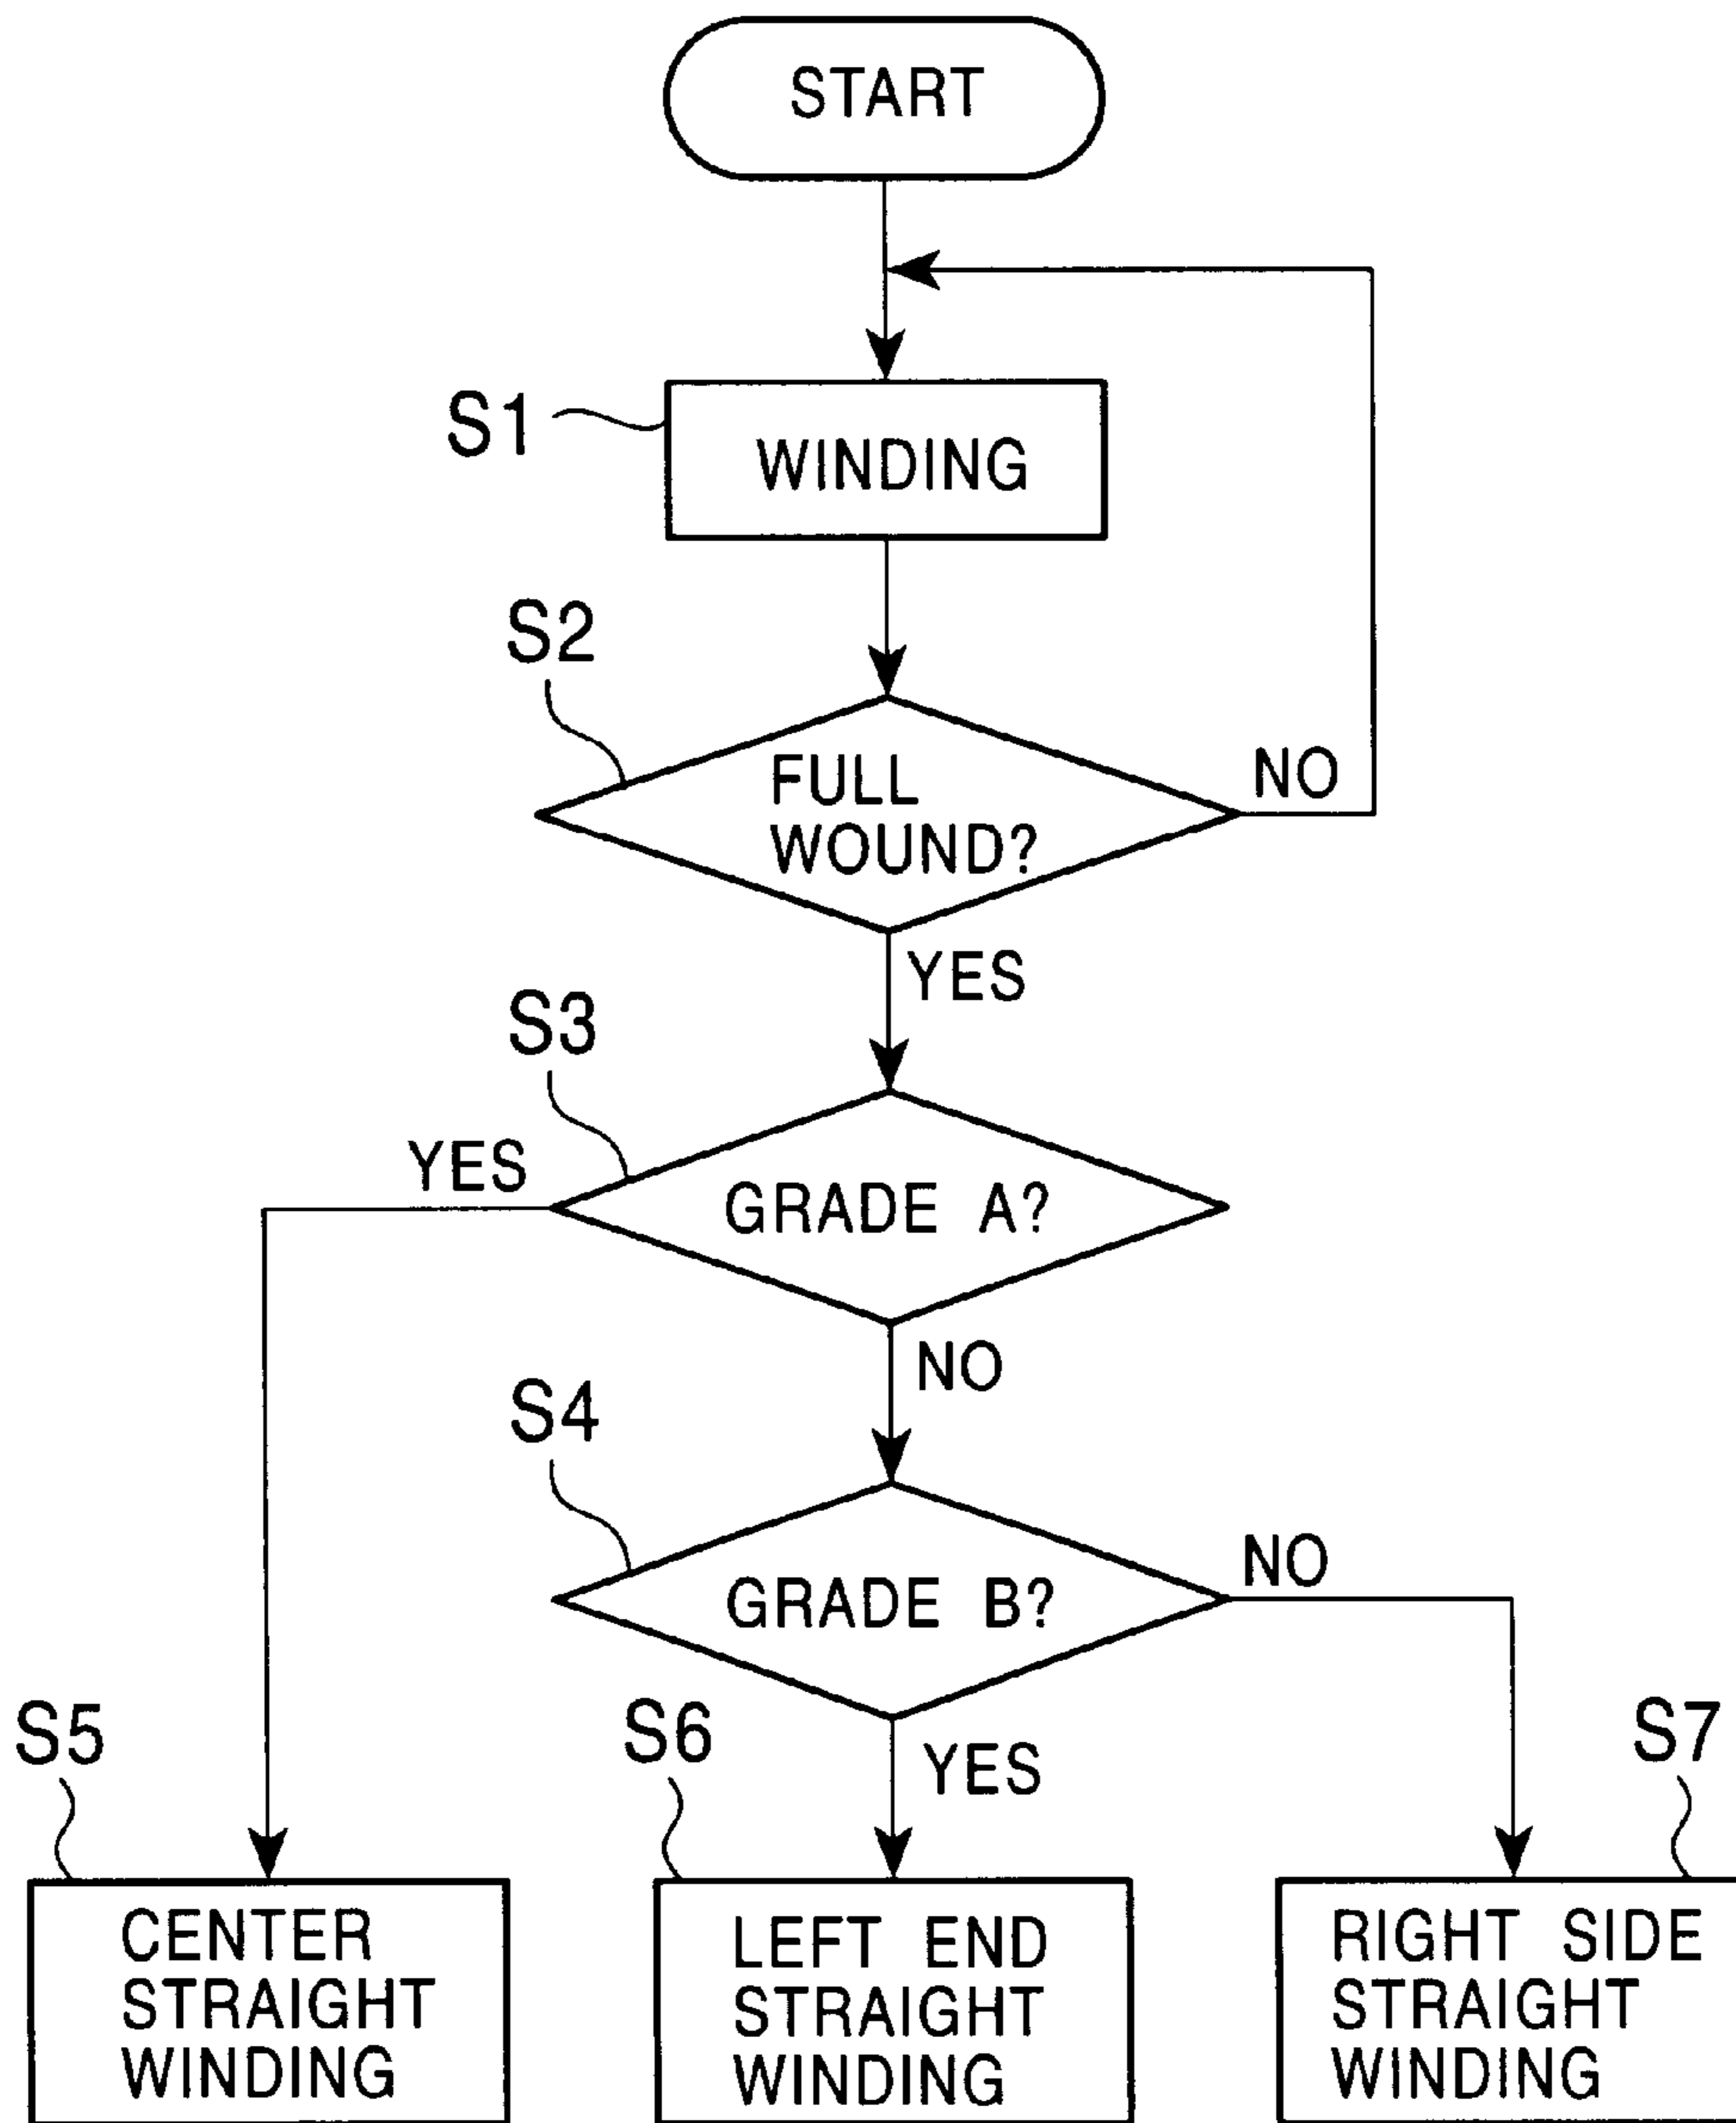 START
S1
WINDING
S2
FULL
WOUND?
NO
YES
S3
YES
GRADE A?
NO
S4
GRADE B?
NO
YES
S5
CENTER
STRAIGHT
WINDING
S6
LEFT END
STRAIGHT
WINDING
S7
RIGHT SIDE
STRAIGHT
WINDING